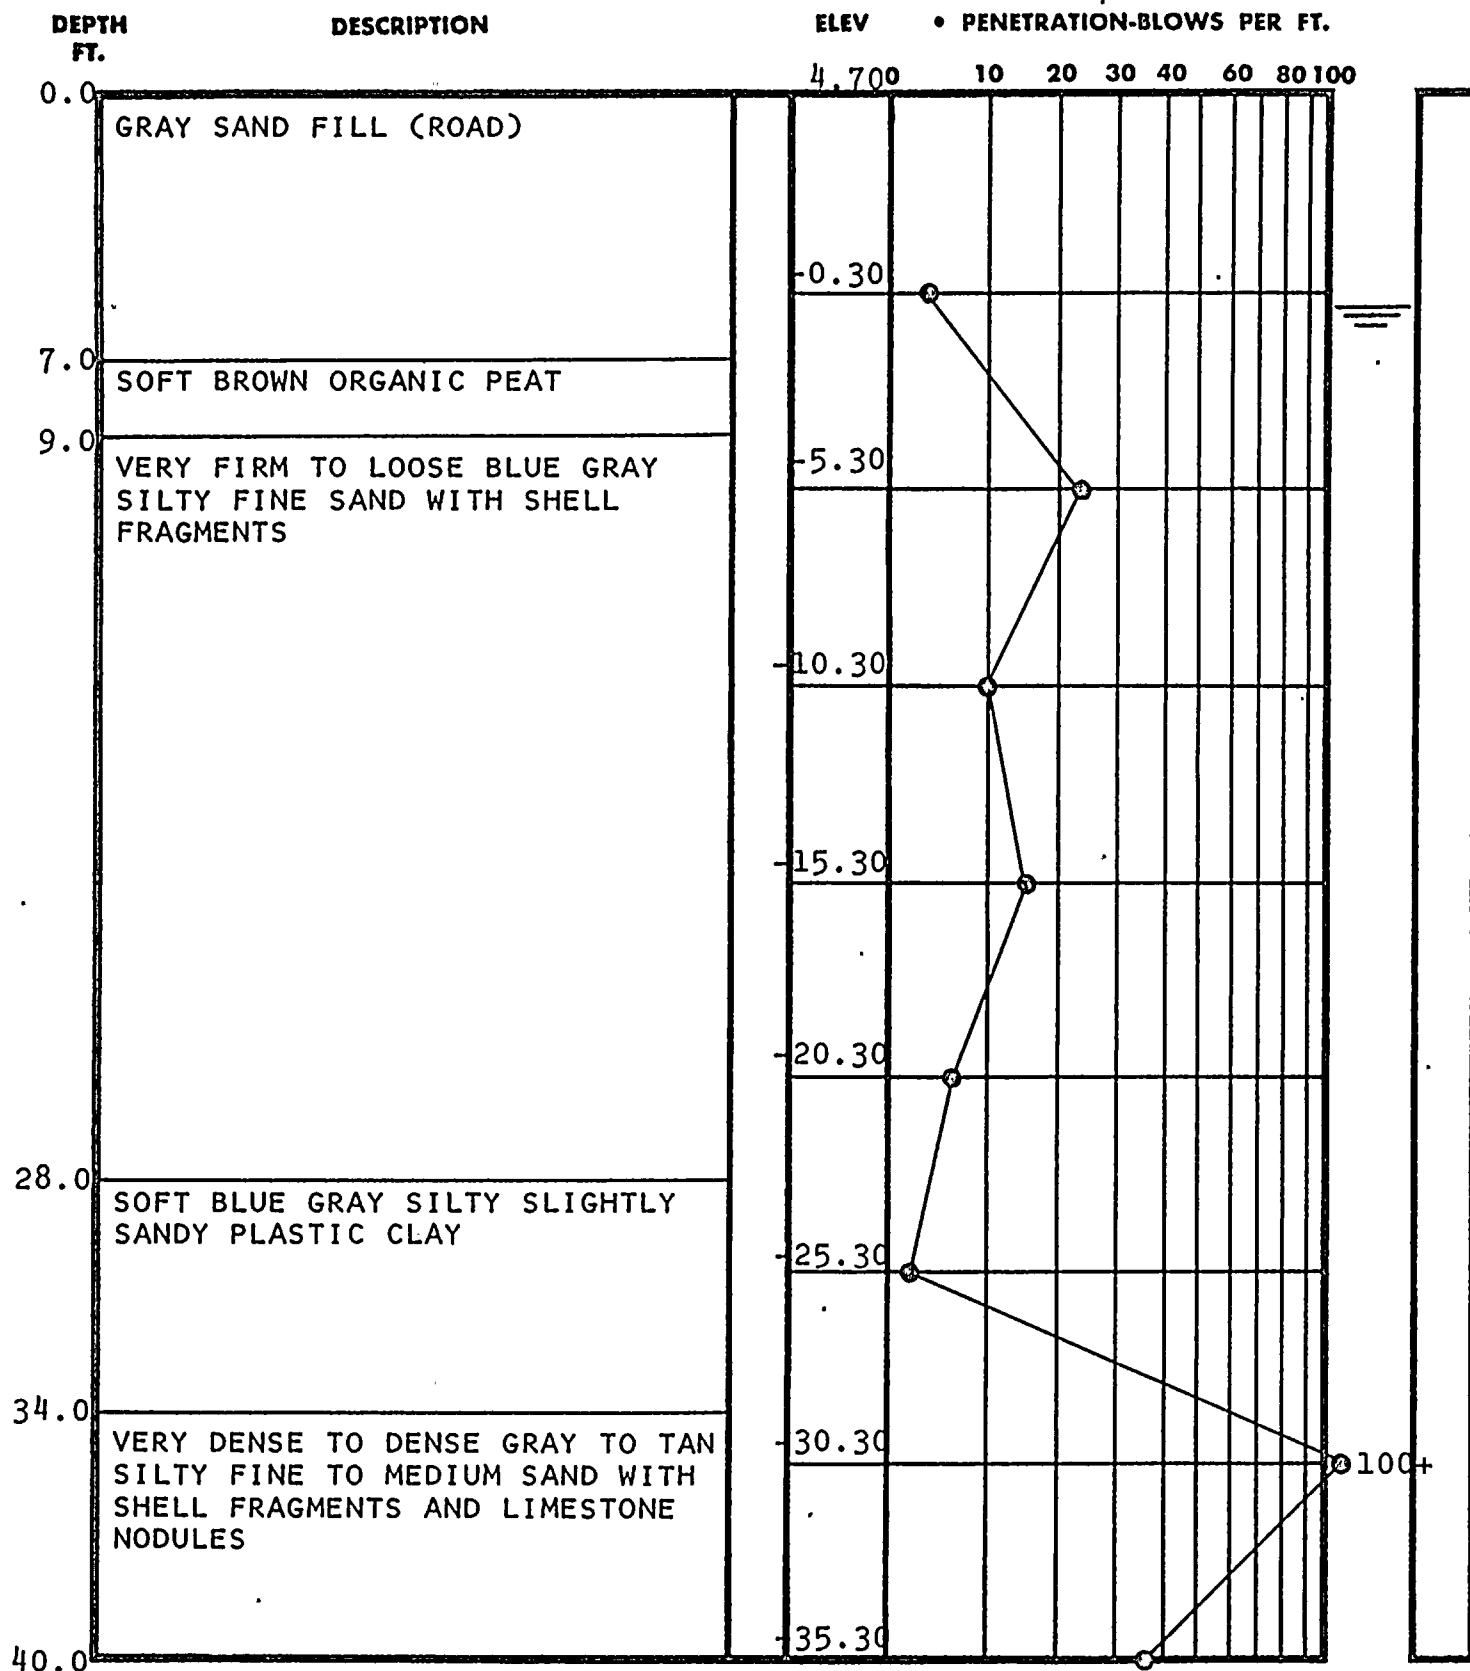 DEPTH FT. DESCRIPTION ELEV • PENETRATION-BLOWS PER FT.
4.70 0 10 20 30 40 60 80 100
0.0
GRAY SAND FILL (ROAD)
-0.30
7.0
SOFT BROWN ORGANIC PEAT
9.0
VERY FIRM TO LOOSE BLUE GRAY
SILTY FINE SAND WITH SHELL
FRAGMENTS
-5.30
-10.30
-15.30
-20.30
28.0
SOFT BLUE GRAY SILTY SLIGHTLY
SANDY PLASTIC CLAY
-25.30
34.0
VERY DENSE TO DENSE GRAY TO TAN
SILTY FINE TO MEDIUM SAND WITH
SHELL FRAGMENTS AND LIMESTONE
NODULES
-30.30
100+
-35.30
40.0